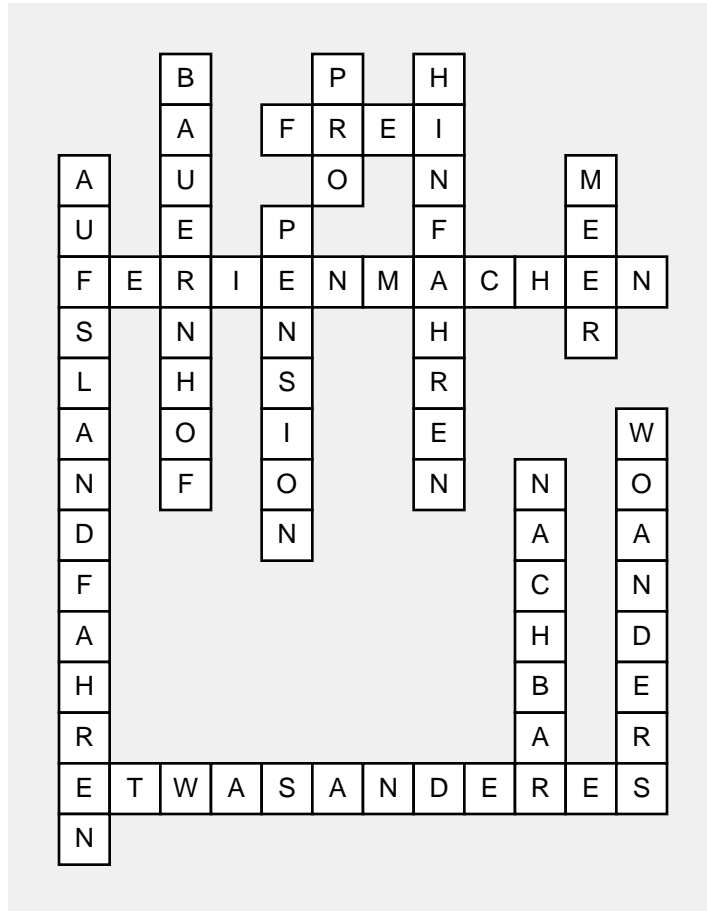 B P H
A F R E I
A U O N M
U E P F E
F E R I E N M A C H E N
S N N H R
L H S R
A O I E W
N F O N N O
D N A A
F C N
A H D
H B E
R A R
E T W A S A N D E R E S
N